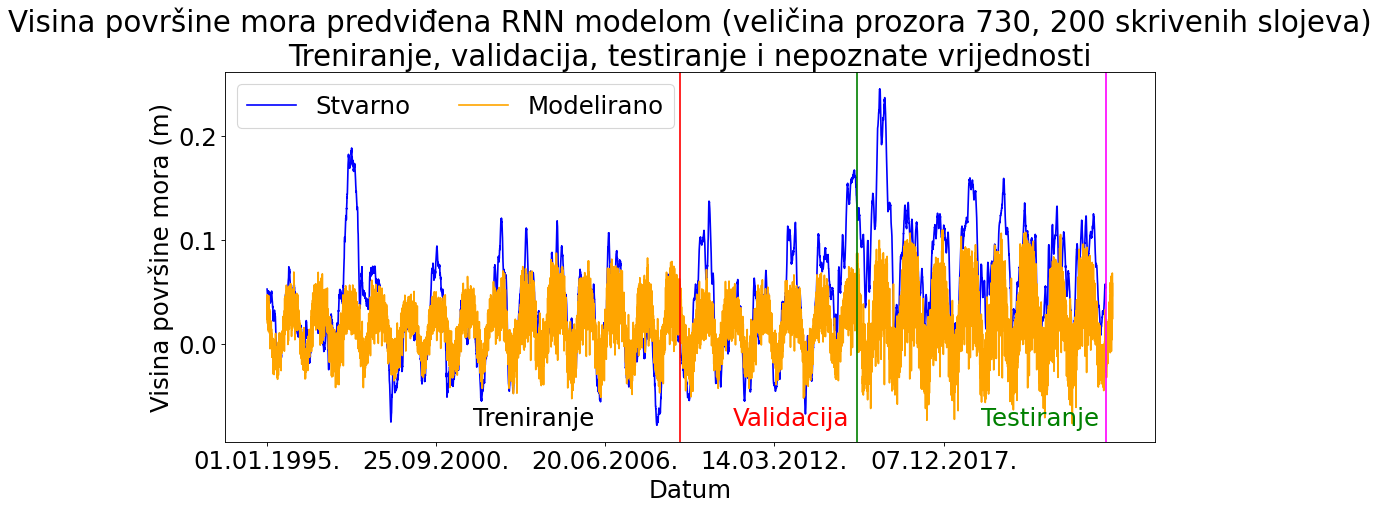 Visina površine mora predviđena RNN modelom (veličina prozora 730, 200 skrivenih slojeva)
Treniranje, validacija, testiranje i nepoznate vrijednosti
Stvarno
Modelirano
Visina površine mora (m)
0.2
0.1
0.0
Treniranje
Validacija
Testiranje
01.01.1995.
25.09.2000.
20.06.2006.
14.03.2012.
07.12.2017.
Datum